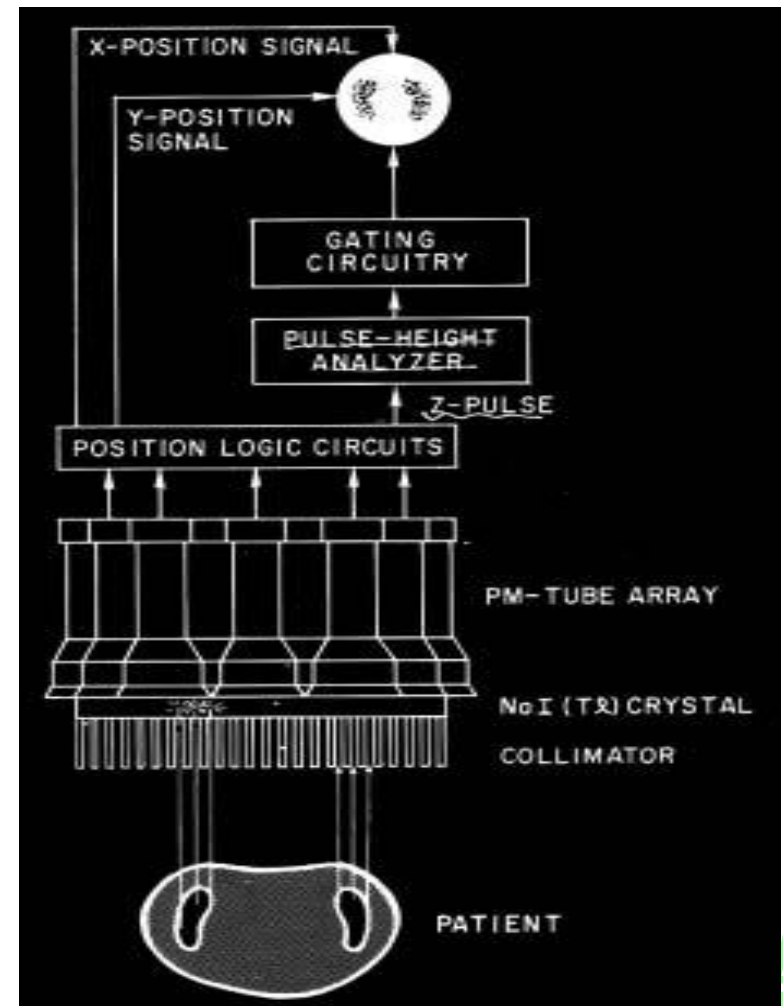 X-POSITION SIGNAL
Y-POSITION
SIGNAL
GATING
CIRCUITRY
PULSE-HEIGHT
ANALYZER
Z-PULSE
POSITION LOGIC CIRCUITS
PM-TUBE ARRAY
NaI (Tl) CRYSTAL
COLLIMATOR
PATIENT